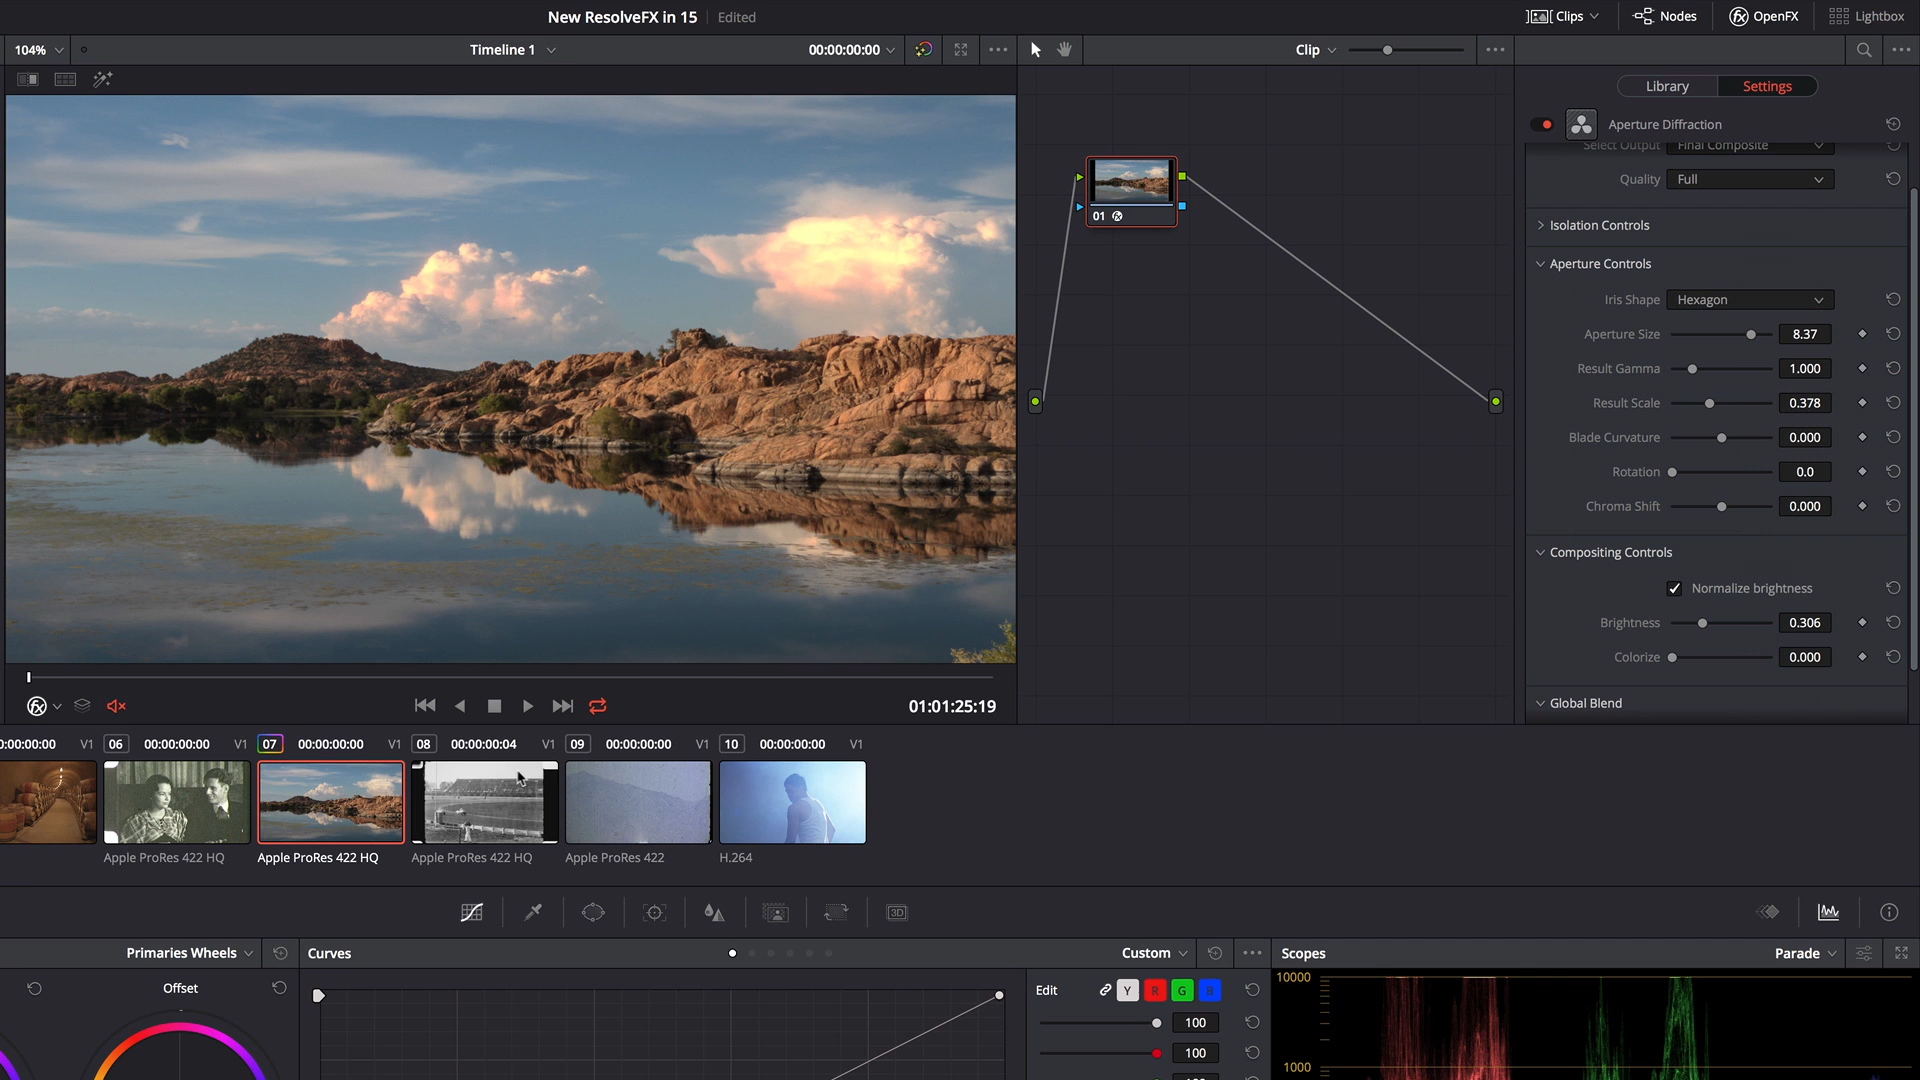 New ResolveFX in 15 Edited
Clips Nodes OpenFX Lightbox
104% Timeline 1 00:00:00:00 Clip
Library Settings
Aperture Diffraction
Select Output Final Composite
Quality Full
Isolation Controls
Aperture Controls
Iris Shape Hexagon
Aperture Size 8.37
Result Gamma 1.000
Result Scale 0.378
Blade Curvature 0.000
Rotation 0.0
Chroma Shift 0.000
Compositing Controls
Normalize brightness
Brightness 0.306
Colorize 0.000
Global Blend
01
01:01:25:19
0:00:00:00 V1 06 00:00:00:00 V1 07 00:00:00:00 V1 08 00:00:00:04 V1 09 00:00:00:00 V1 10 00:00:00:00 V1
Apple ProRes 422 HQ Apple ProRes 422 HQ Apple ProRes 422 HQ Apple ProRes 422 H.264
3D
Primaries Wheels Curves Custom Scopes Parade
Offset
Edit Y R G B
100
100
10000
1000